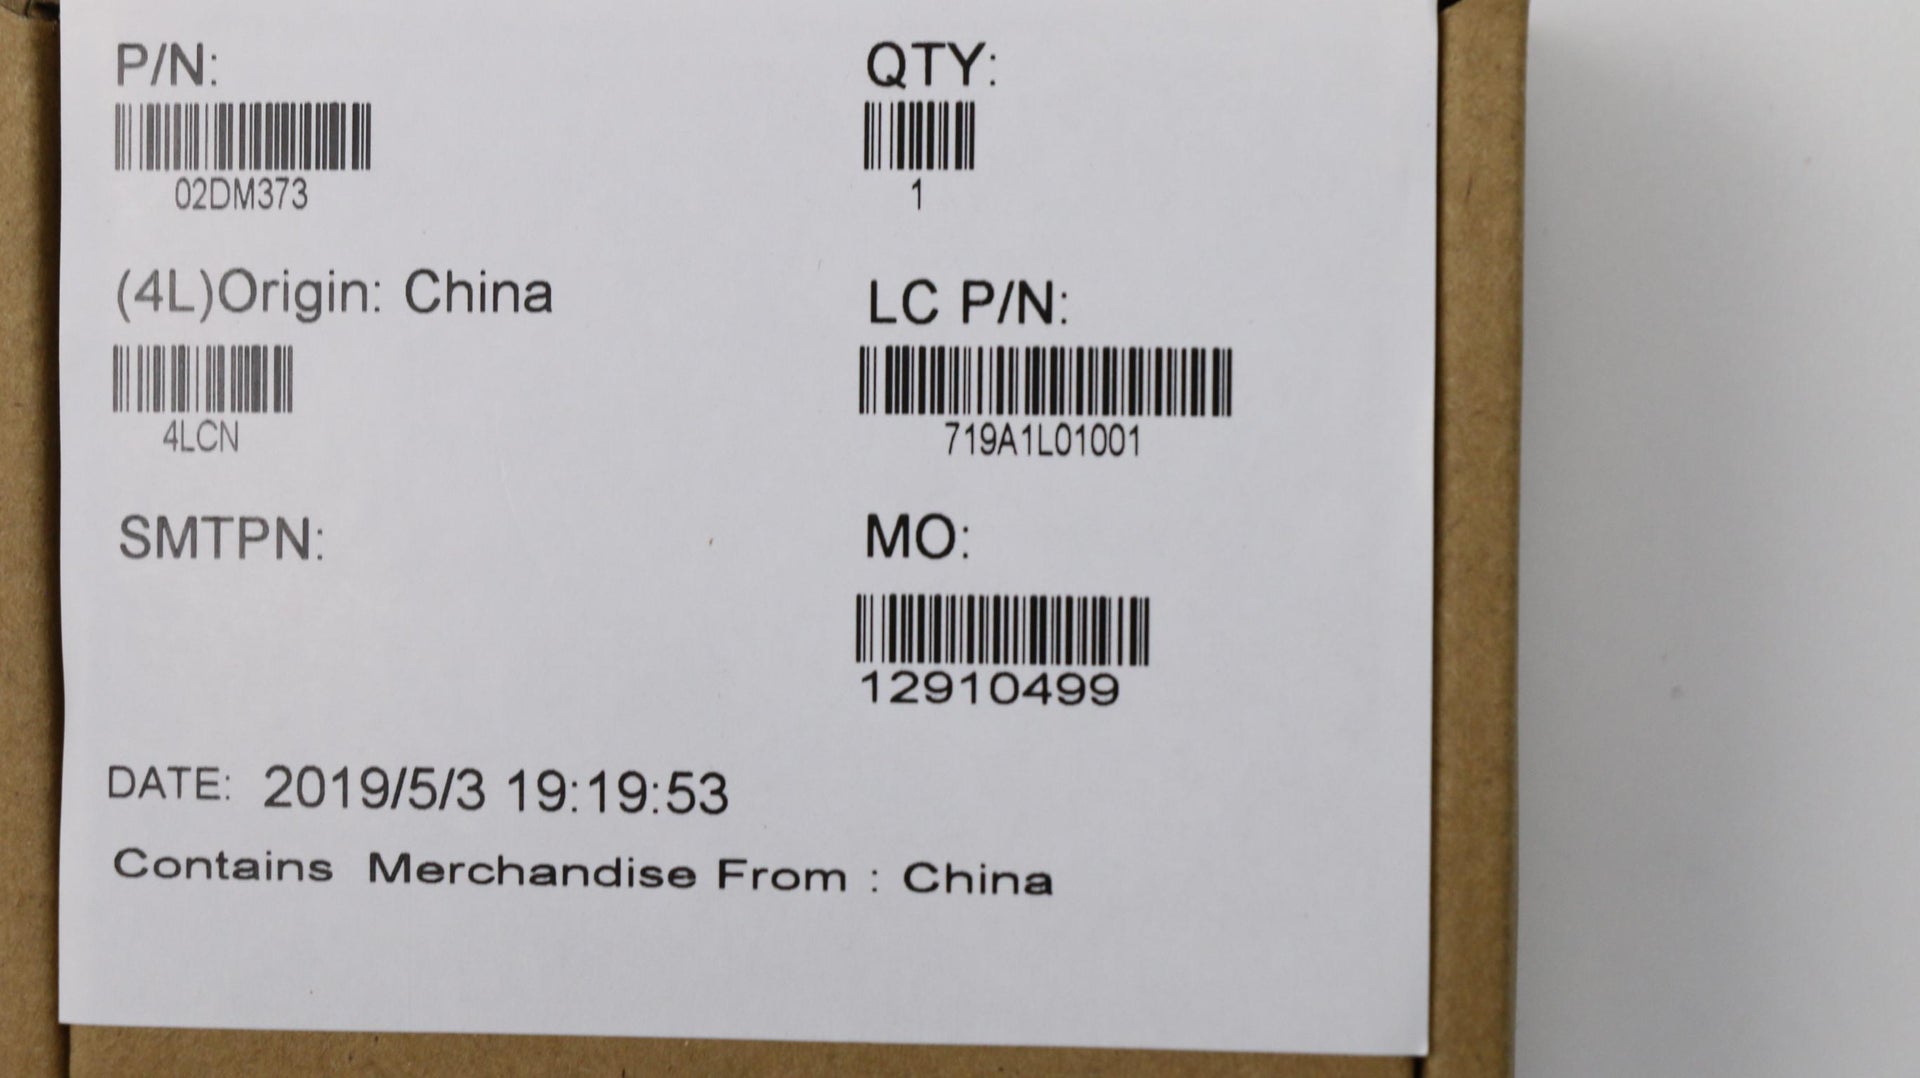 P/N:
02DM373
QTY:
1
(4L)Origin: China
4LCN
LC P/N:
719A1L01001
SMTPN:
MO:
12910499
DATE: 2019/5/3 19:19:53
Contains Merchandise From : China